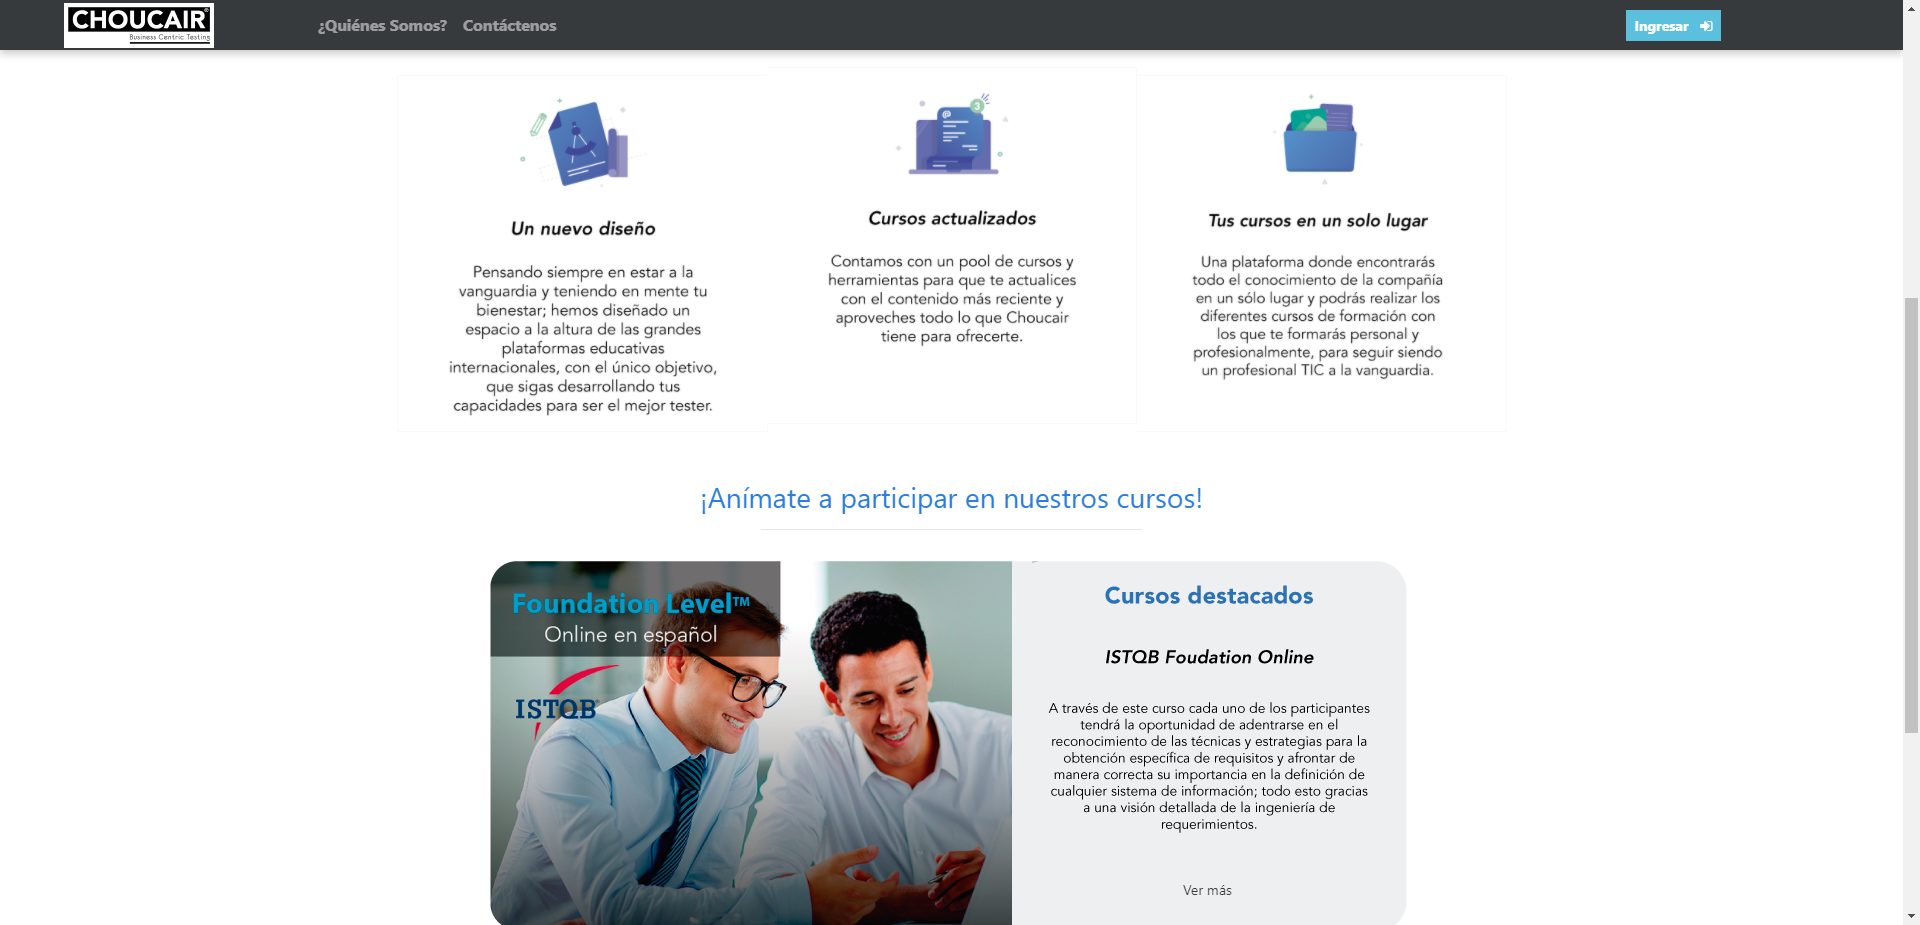 CHOUCAIR®
Business Centric Testing
¿Quiénes Somos?
Contáctenos
Ingresar
3
Un nuevo diseño
Pensando siempre en estar a la
vanguardia y teniendo en mente tu
bienestar; hemos diseñado un
espacio a la altura de las grandes
plataformas educativas
internacionales, con el único objetivo,
que sigas desarrollando tus
capacidades para ser el mejor tester.
Cursos actualizados
Contamos con un pool de cursos y
herramientas para que te actualices
con el contenido más reciente y
aproveches todo lo que Choucair
tiene para ofrecerte.
Tus cursos en un solo lugar
Una plataforma donde encontrarás
todo el conocimiento de la compañía
en un sólo lugar y podrás realizar los
diferentes cursos de formación con
los que te formarás personal y
profesionalmente, para seguir siendo
un profesional TIC a la vanguardia.
¡Anímate a participar en nuestros cursos!
Foundation Level™
Online en español
ISTQB
Cursos destacados
ISTQB Foudation Online
A través de este curso cada uno de los participantes
tendrá la oportunidad de adentrarse en el
reconocimiento de las técnicas y estrategias para la
obtención específica de requisitos y afrontar de
manera correcta su importancia en la definición de
cualquier sistema de información; todo esto gracias
a una visión detallada de la ingeniería de
requerimientos.
Ver más